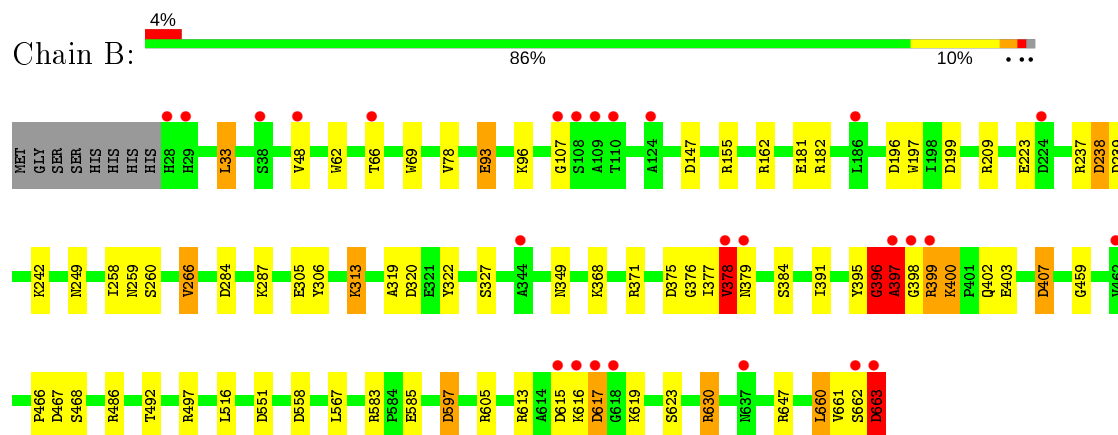 4%
Chain B:
86% 10% • ••
MET GLY SER SER HIS HIS HIS HIS H28 H29 L33 S38 V48 W62 T66 W69 V78 E93 K96 G107 S108 A109 T110 A124 D147 R155 R162 E181 R182 L186 D196 W197 I198 D199 R209 E223 D224 R237 D238
K242 N249 I258 N259 S260 V266 D284 K287 E305 Y306 K313 A319 D320 E321 Y322 S327 A344 N349 K368 R371 D375 G376 I377 V378 N379 S384 I391 Y395 G396 A397 G398 R399 K400 P401 Q402 E403 D407 G459
P466 D467 S468 R486 T492 R497 L516 D551 D558 L567 R583 P584 E585 D597 R605 R613 A614 D615 K616 D617 G618 K619 S623 R630 N637 R647 L660 V661 S662 D663